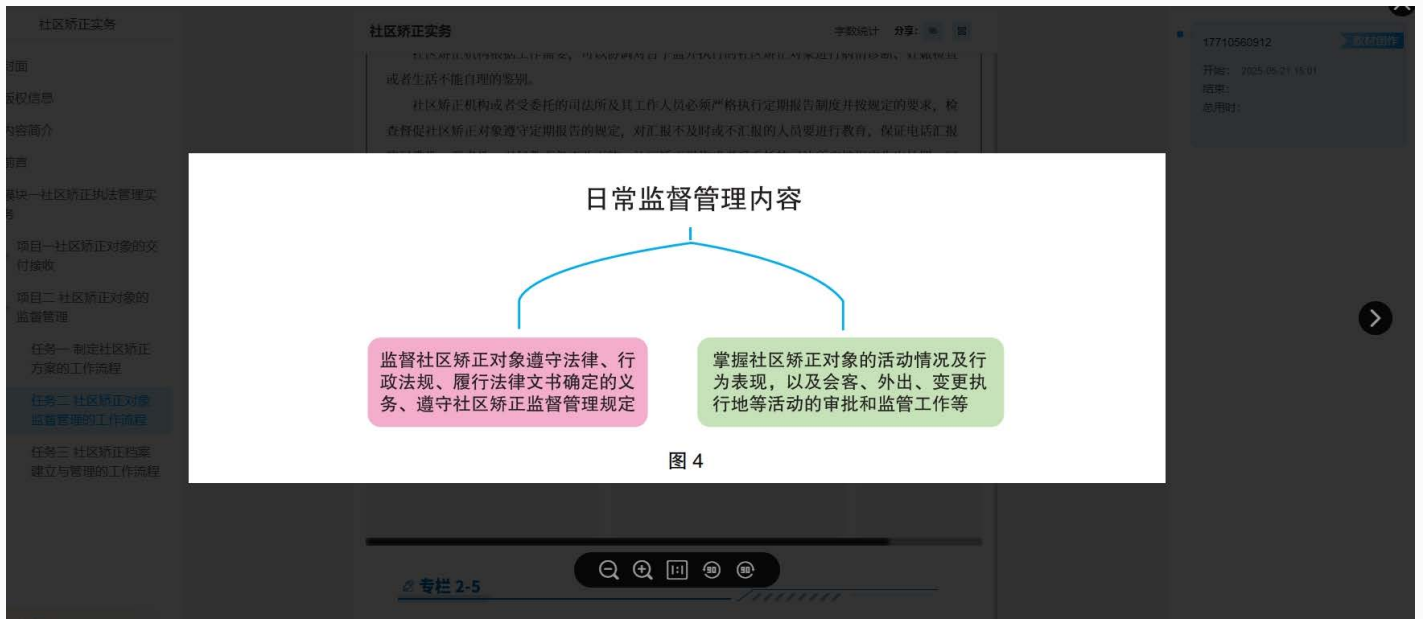 社区矫正实务
封面
版权信息
内容简介
前言
模块一社区矫正执法管理实
务
项目一社区矫正对象的交
付接收
项目二 社区矫正对象的
监督管理
任务一 制定社区矫正
方案的工作流程
任务二 社区矫正对象
监督管理的工作流程
任务三 社区矫正档案
建立与管理的工作流程
社区矫正实务
字数统计 分享:
或者生活不能自理的鉴别。
社区矫正机构或者受委托的司法所及其工作人员必须严格执行定期报告制度并按规定的要求，检
查督促社区矫正对象遵守定期报告的规定，对汇报不及时或不汇报的人员要进行教育，保证电话汇报
日常监督管理内容
监督社区矫正对象遵守法律、行
政法规、履行法律文书确定的义
务、遵守社区矫正监督管理规定
掌握社区矫正对象的活动情况及行
为表现，以及会客、外出、变更执
行地等活动的审批和监管工作等
图 4
1:1
90
90
专栏 2-5
17710560912
开始： 2025-05-21 15:01
结束：
总用时：